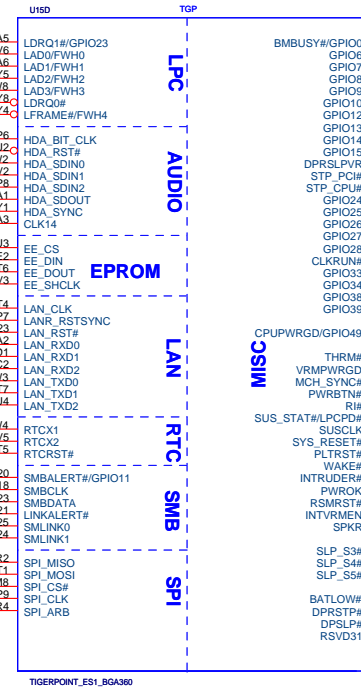 U15D
TGP
LDRQ1#/GPIO23
LAD0/FWH0
LAD1/FWH1
LAD2/FWH2
LAD3/FWH3
LDRQ0#
LFRAME#/FWH4
LPC
HDA_BIT_CLK
HDA_RST#
HDA_SDIN0
HDA_SDIN1
HDA_SDIN2
HDA_SDOUT
HDA_SYNC
CLK14
AUDIO
EE_CS
EE_DIN
EE_DOUT
EE_SHCLK
EPROM
LAN_CLK
LANR_RSTSYNC
LAN_RST#
LAN_RXD0
LAN_RXD1
LAN_RXD2
LAN_TXD0
LAN_TXD1
LAN_TXD2
LAN
RTCX1
RTCX2
RTCRST#
RTC
SMBALERT#/GPIO11
SMBCLK
SMBDATA
LINKALERT#
SMLINK0
SMLINK1
SMB
SPI_MISO
SPI_MOSI
SPI_CS#
SPI_CLK
SPI_ARB
SPI
BMBUSY#/GPIO0
GPIO6
GPIO7
GPIO8
GPIO9
GPIO10
GPIO12
GPIO13
GPIO14
GPIO15
DPRSLPVR
STP_PCI#
STP_CPU#
GPIO24
GPIO25
GPIO26
GPIO27
GPIO28
CLKRUN#
GPIO33
GPIO34
GPIO38
GPIO39
CPUPWRGD/GPIO49
MISC
THRM#
VRMPWRGD
MCH_SYNC#
PWRBTN#
RI#
SUS_STAT#/LPCPD#
SUSCLK
SYS_RESET#
PLTRST#
WAKE#
INTRUDER#
PWROK
RSMRST#
INTVRMEN
SPKR
SLP_S3#
SLP_S4#
SLP_S5#
BATLOW#
DPRSTP#
DPSLP#
RSVD31
TIGERPOINT_ES1_BGA360